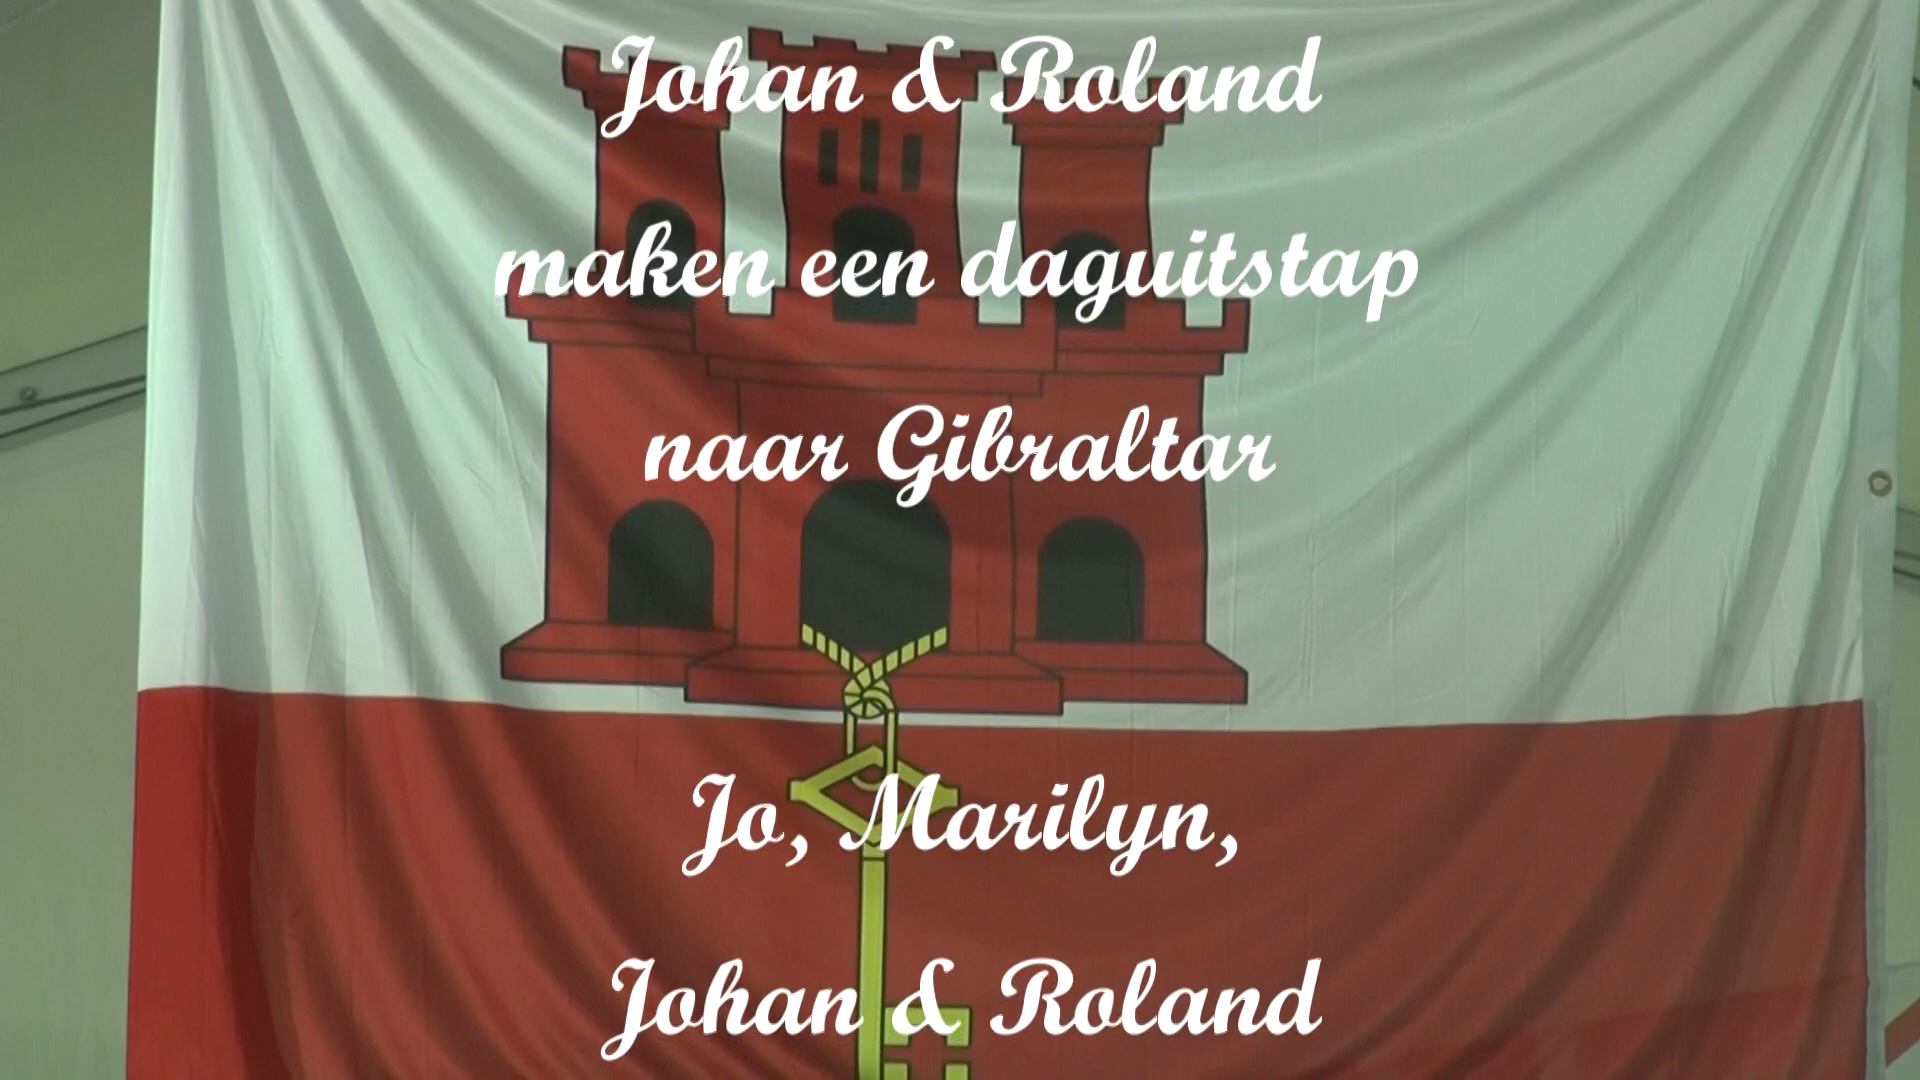 Johan & Roland
maken een daguitstap
naar Gibraltar
Jo, Marilyn,
Johan & Roland